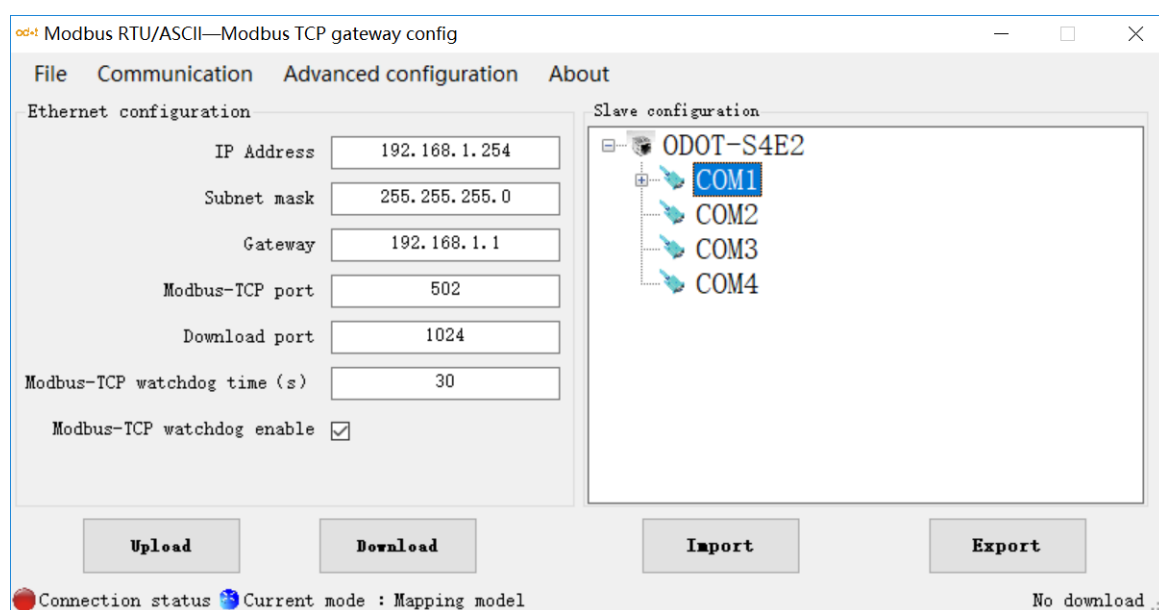 odot Modbus RTU/ASCII—Modbus TCP gateway config
File Communication Advanced configuration About
Ethernet configuration
IP Address 192.168.1.254
Subnet mask 255.255.255.0
Gateway 192.168.1.1
Modbus-TCP port 502
Download port 1024
Modbus-TCP watchdog time(s) 30
Modbus-TCP watchdog enable
Slave configuration
ODOT-S4E2
COM1
COM2
COM3
COM4
Upload Download Import Export
Connection status Current mode : Mapping model No download